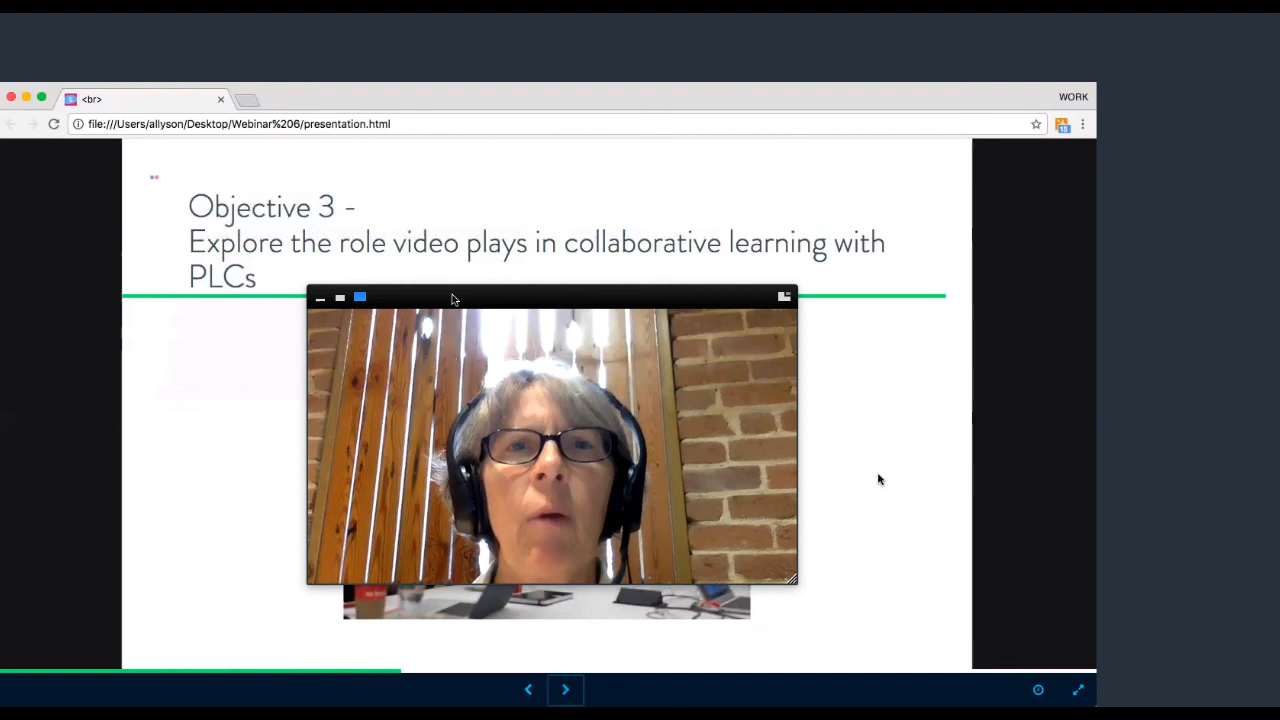 <br>
WORK
file:///Users/allyson/Desktop/Webinar%206/presentation.html
18
Objective 3 -
Explore the role video plays in collaborative learning with
PLCs